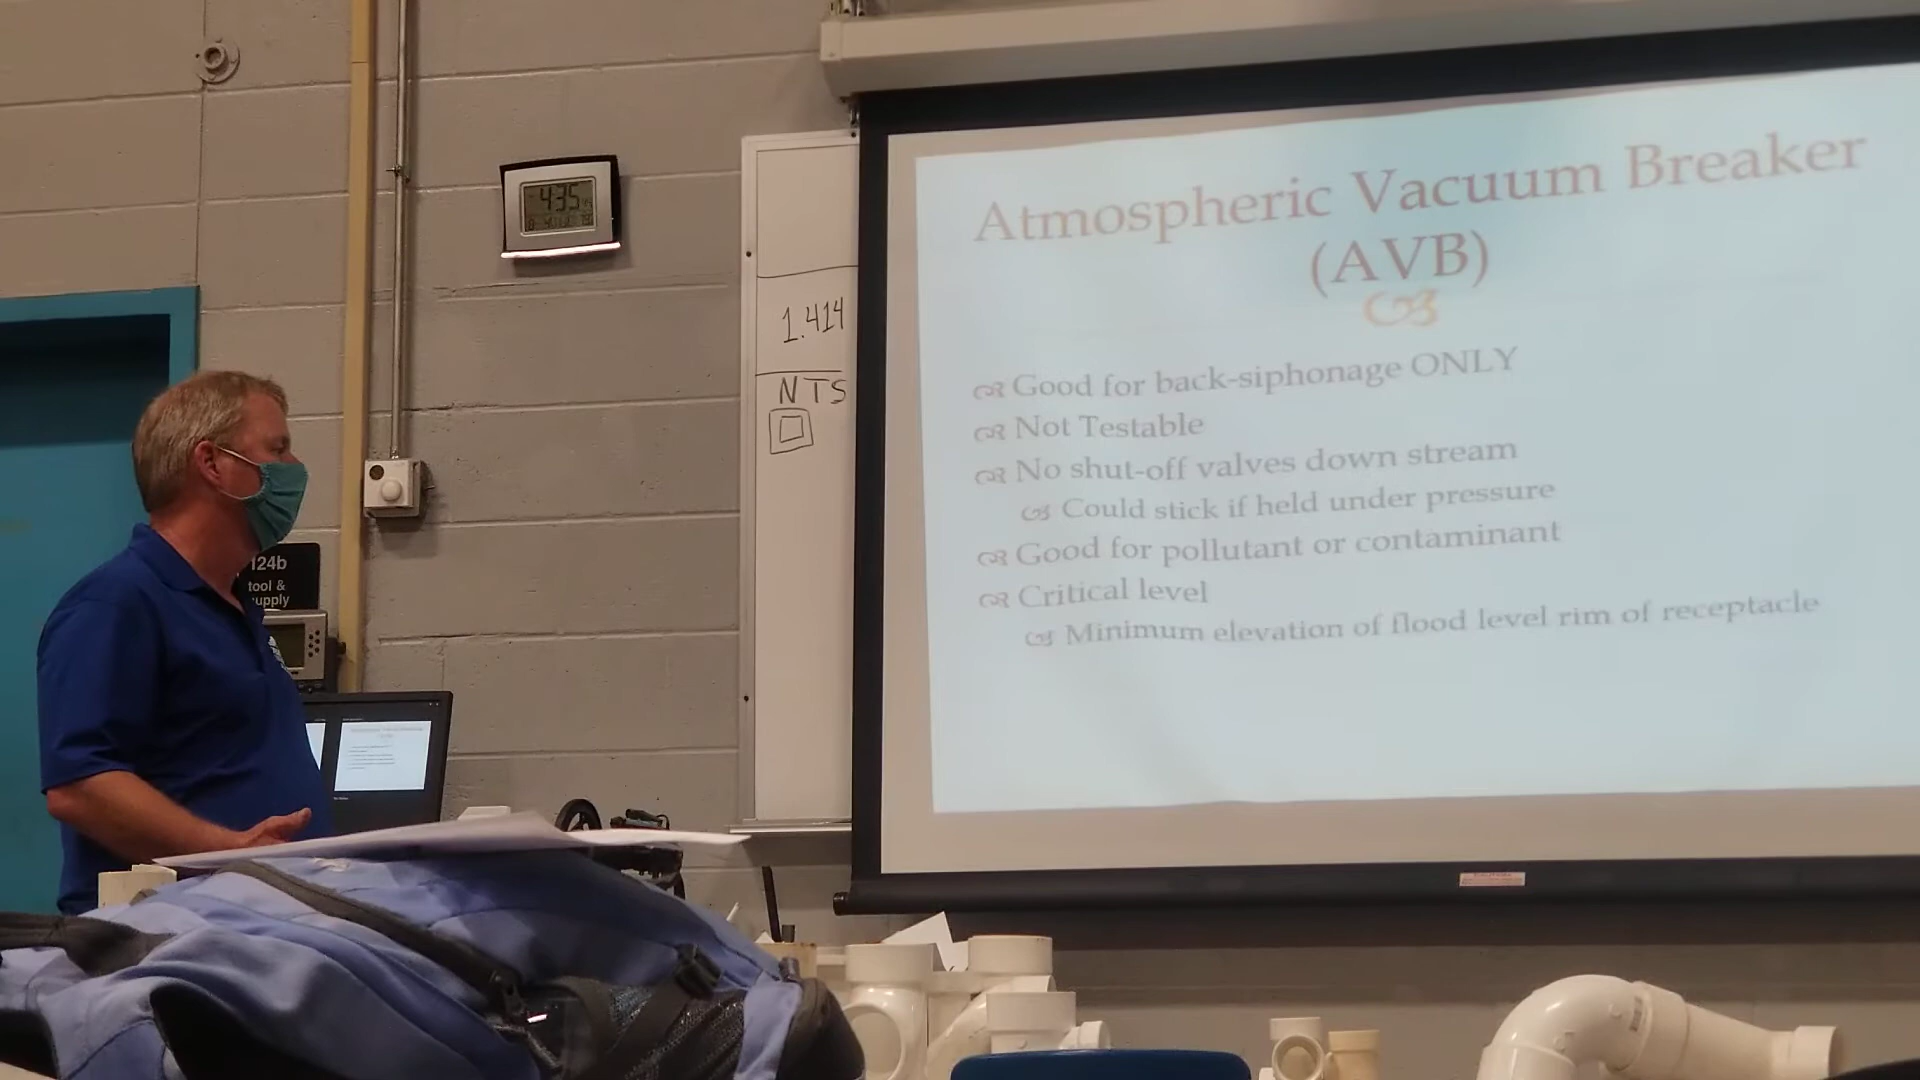 4:35
1.414
NTS
124b
tool &
supply
Atmospheric Vacuum Breaker
(AVB)
Good for back-siphonage ONLY
Not Testable
No shut-off valves down stream
Could stick if held under pressure
Good for pollutant or contaminant
Critical level
Minimum elevation of flood level rim of receptacle